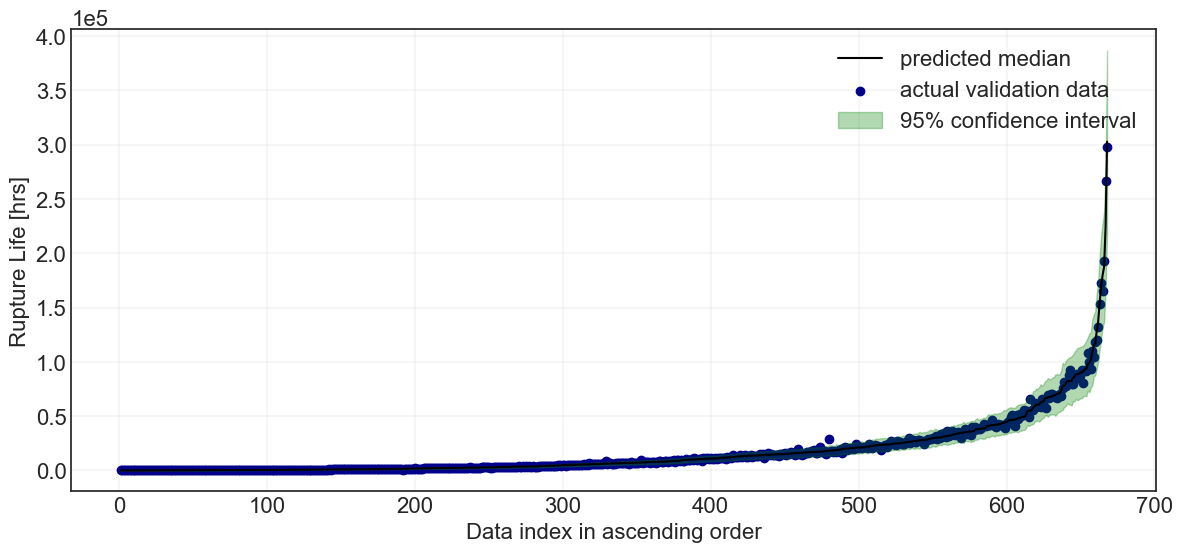 1e5
4.0
3.5
3.0
2.5
2.0
1.5
1.0
0.5
0.0
Rupture Life [hrs]
predicted median
actual validation data
95% confidence interval
0 100 200 300 400 500 600 700
Data index in ascending order